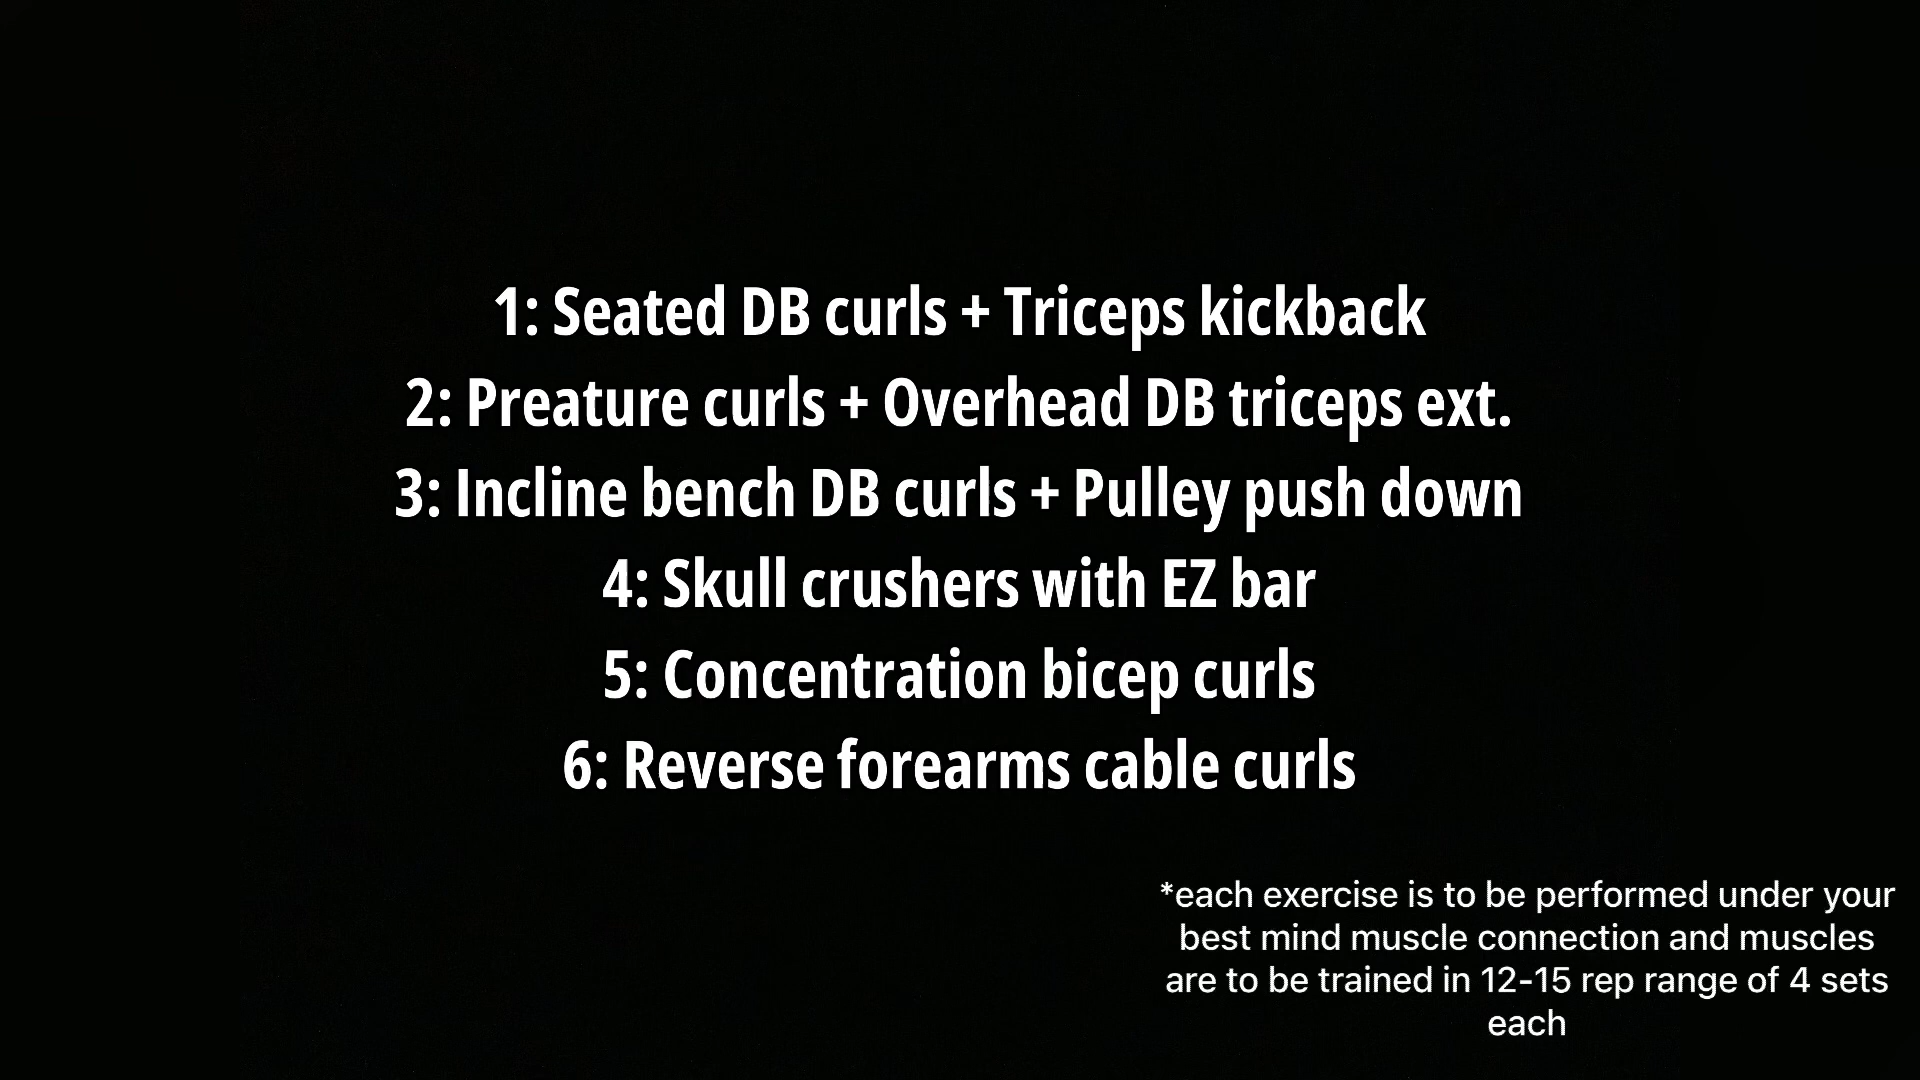 1: Seated DB curls + Triceps kickback
2: Preature curls + Overhead DB triceps ext.
3: Incline bench DB curls + Pulley push down
4: Skull crushers with EZ bar
5: Concentration bicep curls
6: Reverse forearms cable curls
*each exercise is to be performed under your
best mind muscle connection and muscles
are to be trained in 12-15 rep range of 4 sets
each